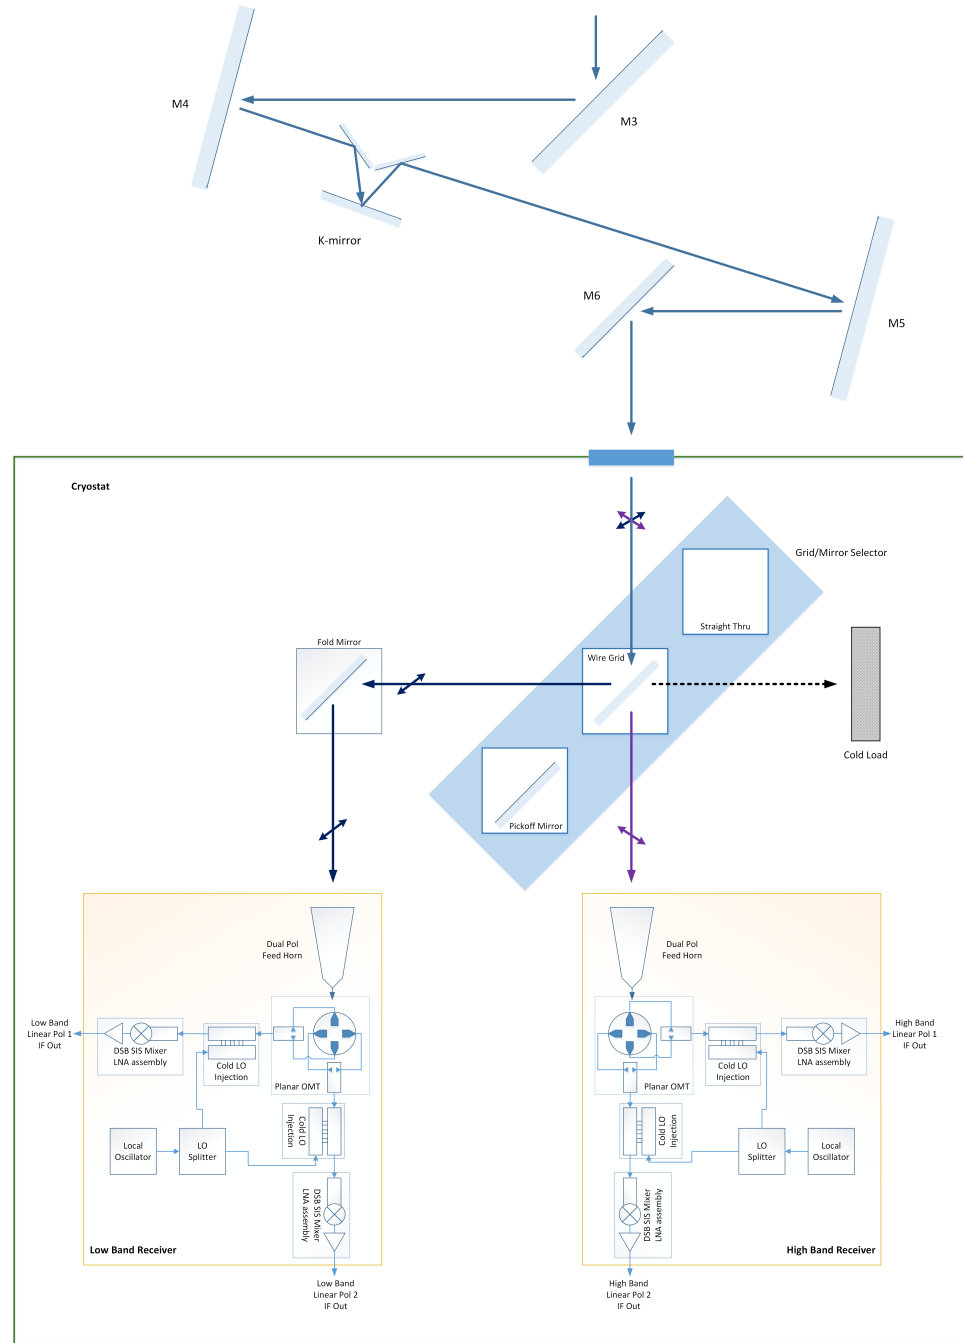 M4
M3
K-mirror
M6
M5
Cryostat
Grid/Mirror Selector
Straight Thru
Fold Mirror
Wire Grid
Cold Load
Pickoff Mirror
Dual Pol
Feed Horn
Dual Pol
Feed Horn
Low Band
Linear Pol 1
IF Out
DSB SIS Mixer
LNA assembly
Cold LO
Injection
Planar OMT
Planar OMT
Cold LO
Injection
DSB SIS Mixer
LNA assembly
High Band
Linear Pol 1
IF Out
Cold LO
Injection
Cold LO
Injection
Local
Oscillator
LO
Splitter
LO
Splitter
Local
Oscillator
DSB SIS Mixer
LNA assembly
DSB SIS Mixer
LNA assembly
Low Band Receiver
High Band Receiver
Low Band
Linear Pol 2
IF Out
High Band
Linear Pol 2
IF Out